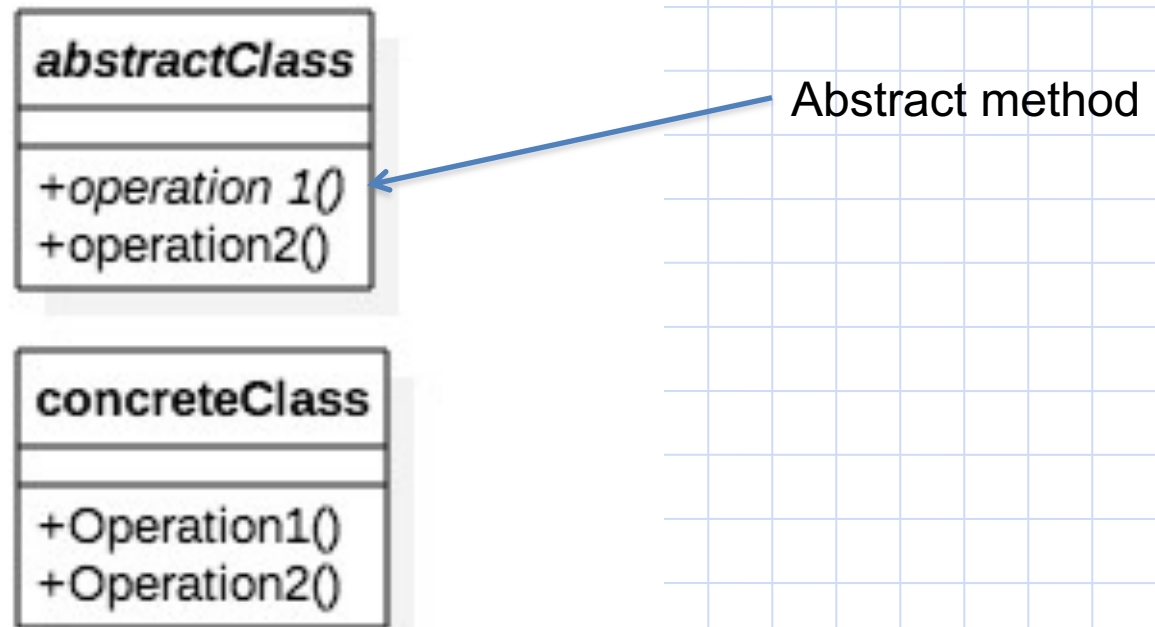 abstractClass
+operation 1()
+operation2()
Abstract method
concreteClass
+Operation1()
+Operation2()